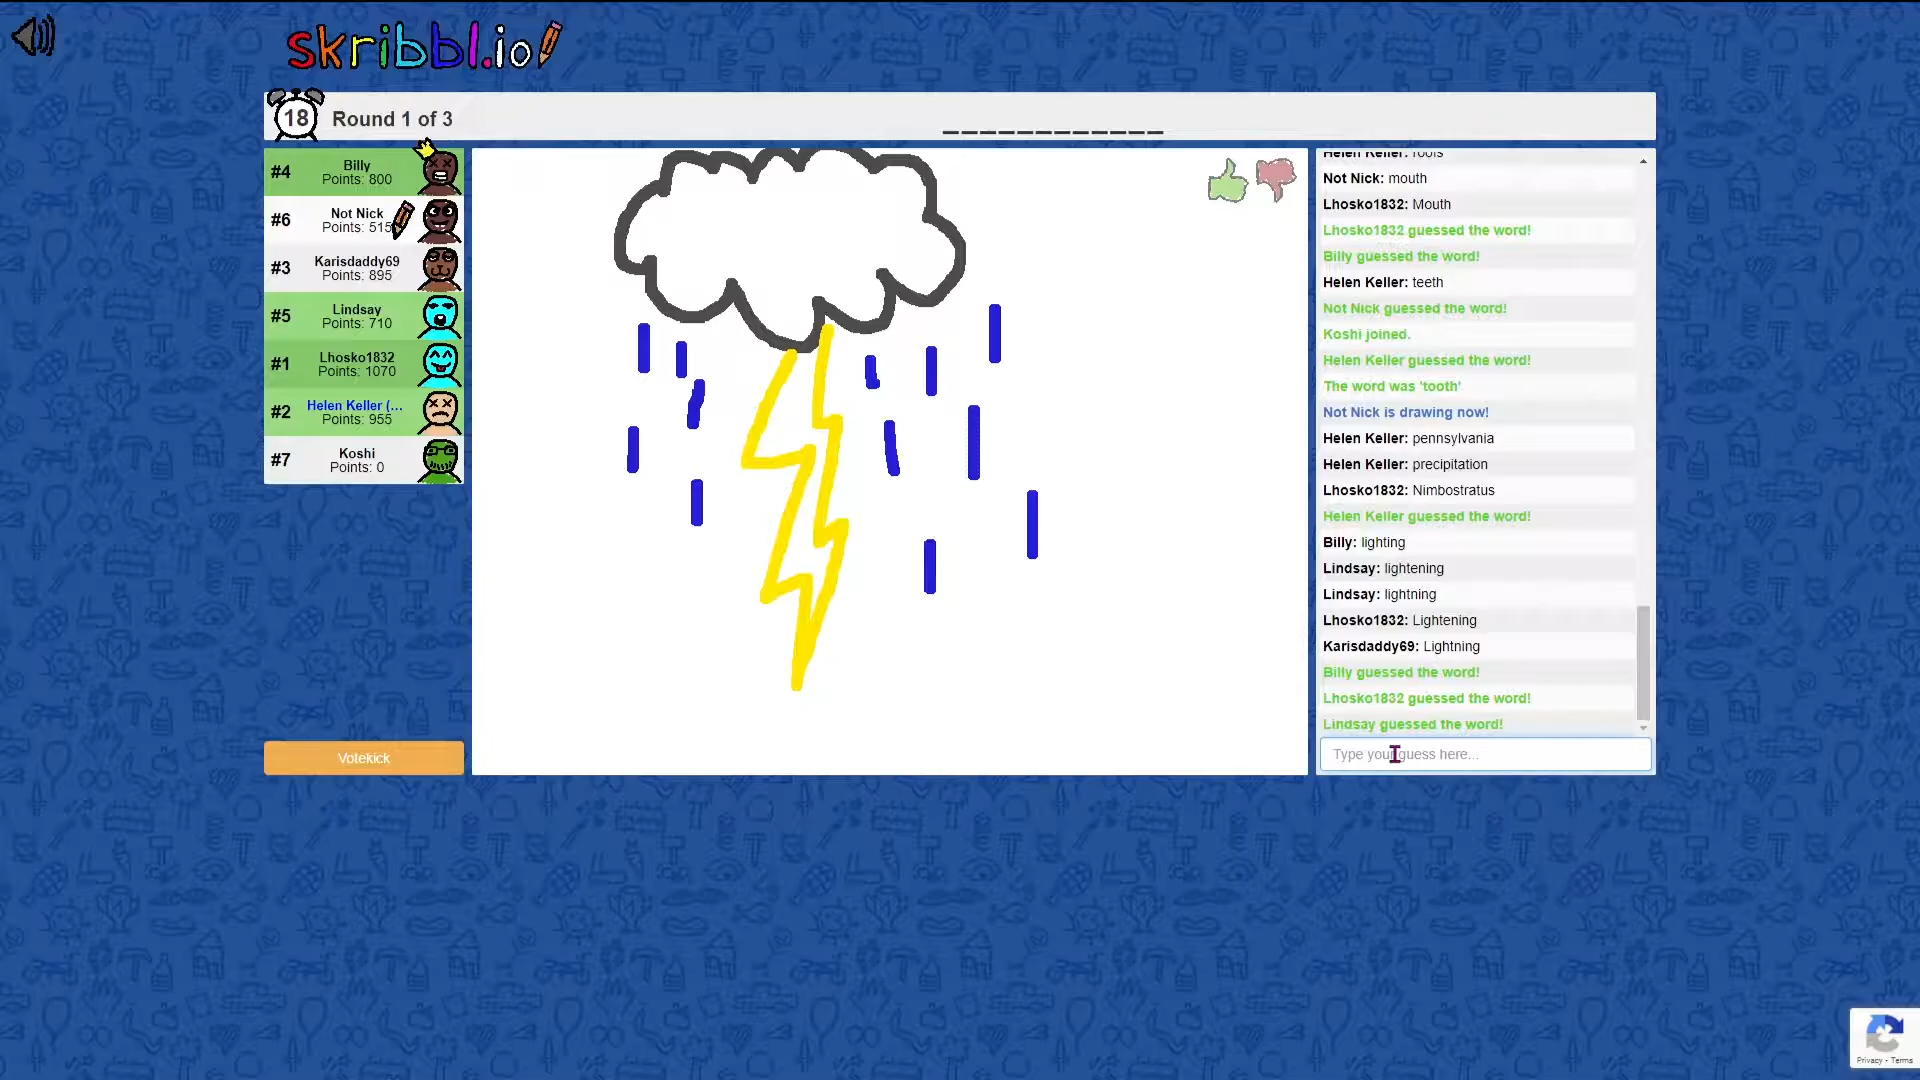 skribbl.io
18
Round 1 of 3
____________
#4
Billy
Points: 800
#6
Not Nick
Points: 515
#3
Karisdaddy69
Points: 895
#5
Lindsay
Points: 710
#1
Lhosko1832
Points: 1070
#2
Helen Keller (...
Points: 955
#7
Koshi
Points: 0
Votekick
Helen Keller:
Not Nick: mouth
Lhosko1832: Mouth
Lhosko1832 guessed the word!
Billy guessed the word!
Helen Keller: teeth
Not Nick guessed the word!
Koshi joined.
Helen Keller guessed the word!
The word was 'tooth'
Not Nick is drawing now!
Helen Keller: pennsylvania
Helen Keller: precipitation
Lhosko1832: Nimbostratus
Helen Keller guessed the word!
Billy: lighting
Lindsay: lightening
Lindsay: lightning
Lhosko1832: Lightening
Karisdaddy69: Lightning
Billy guessed the word!
Lhosko1832 guessed the word!
Lindsay guessed the word!
Type your guess here...
Privacy - Terms